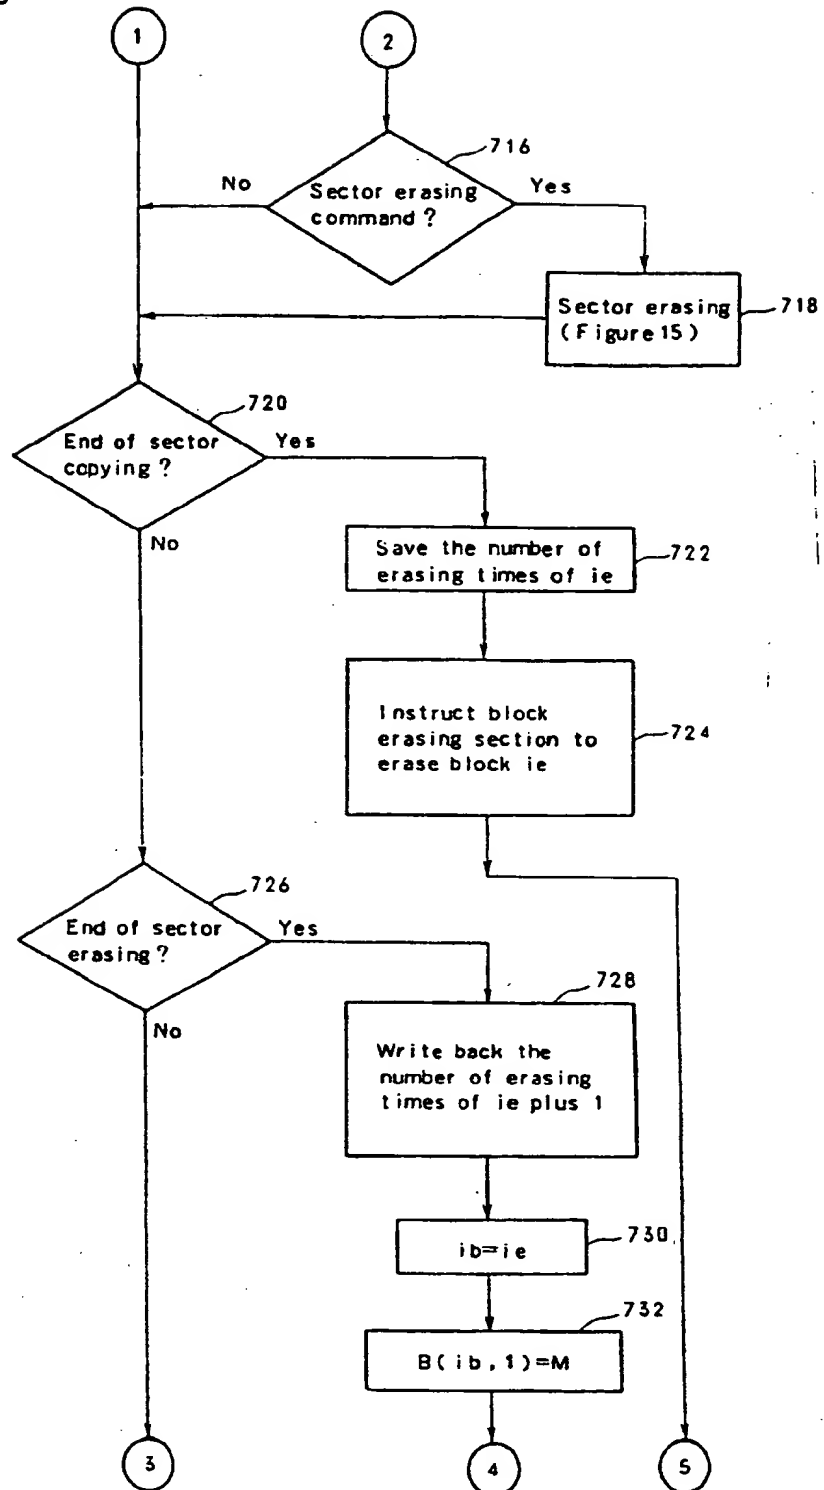 1
2
716
No
Yes
Sector erasing
command?
Sector erasing
(Figure 15)
718
720
End of sector
copying?
Yes
No
Save the number of
erasing times of ie
722
Instruct block
erasing section to
erase block ie
724
726
End of sector
erasing?
Yes
No
728
Write back the
number of erasing
times of ie plus 1
ib=ie
730
732
B(ib,1)=M
3
4
5